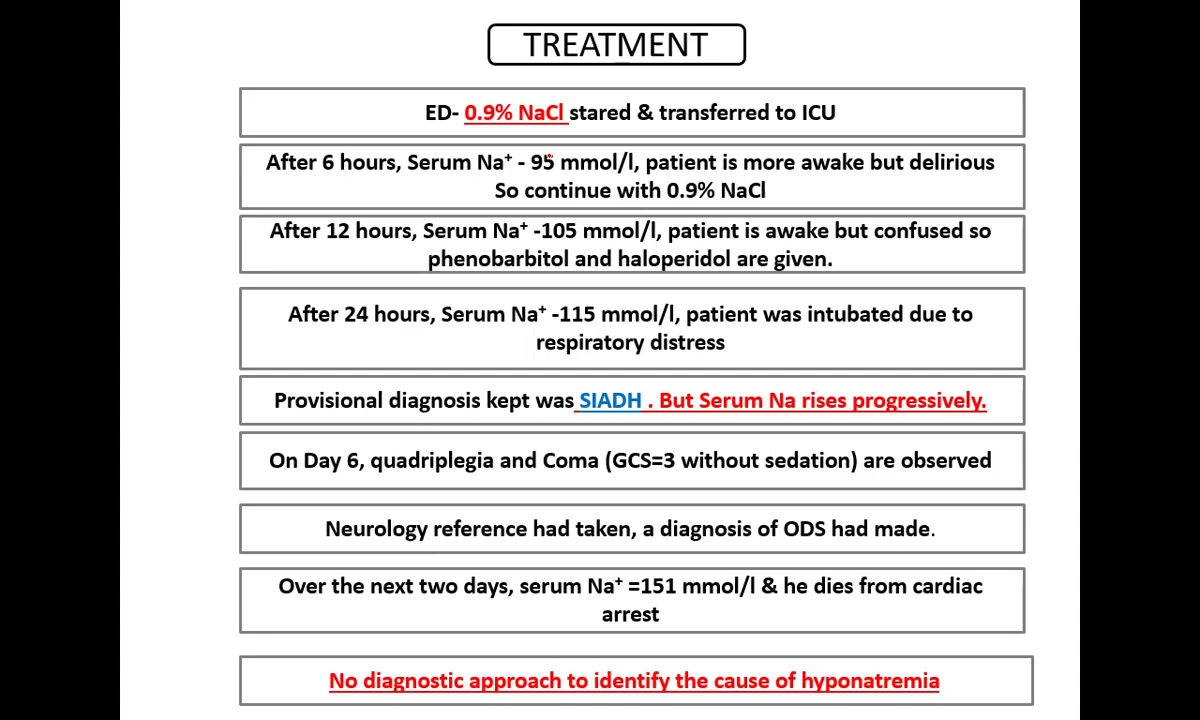 TREATMENT
ED- 0.9% NaCl stared & transferred to ICU
After 6 hours, Serum Na⁺ - 95 mmol/l, patient is more awake but delirious
So continue with 0.9% NaCl
After 12 hours, Serum Na⁺ -105 mmol/l, patient is awake but confused so
phenobarbitol and haloperidol are given.
After 24 hours, Serum Na⁺ -115 mmol/l, patient was intubated due to
respiratory distress
Provisional diagnosis kept was SIADH . But Serum Na rises progressively.
On Day 6, quadriplegia and Coma (GCS=3 without sedation) are observed
Neurology reference had taken, a diagnosis of ODS had made.
Over the next two days, serum Na⁺ =151 mmol/l & he dies from cardiac
arrest
No diagnostic approach to identify the cause of hyponatremia